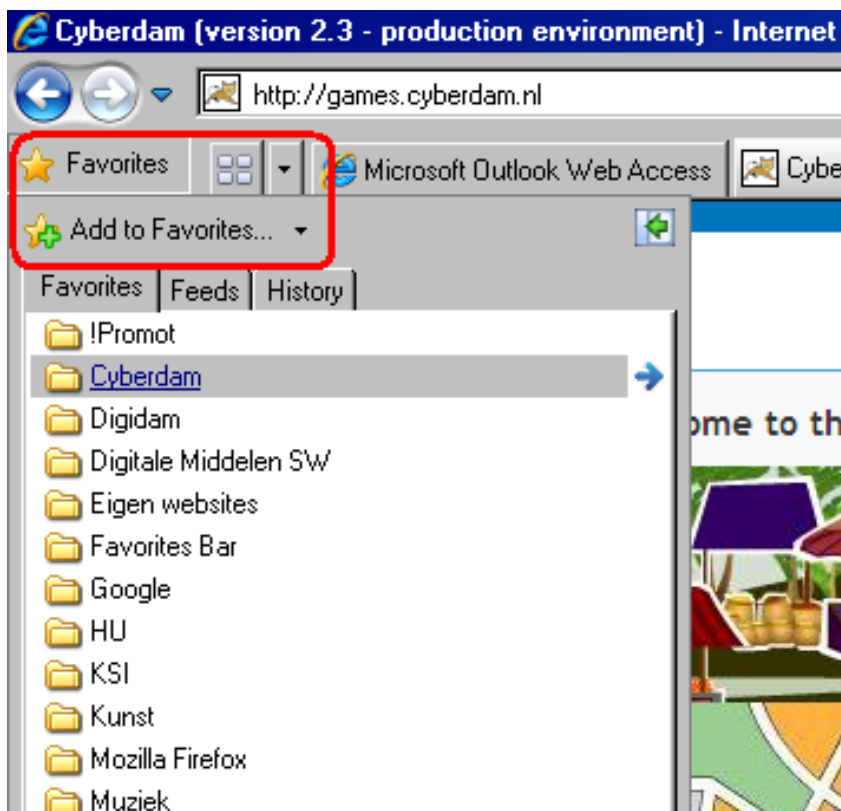 Cyberdam (version 2.3 - production environment) - Internet
http://games.cyberdam.nl
Favorites
Microsoft Outlook Web Access
Cybe
Add to Favorites...
Favorites Feeds History
!Promot
Cyberdam
Digidam
ome to th
Digitale Middelen SW
Eigen websites
Favorites Bar
Google
HU
KSI
Kunst
Mozilla Firefox
Muziek